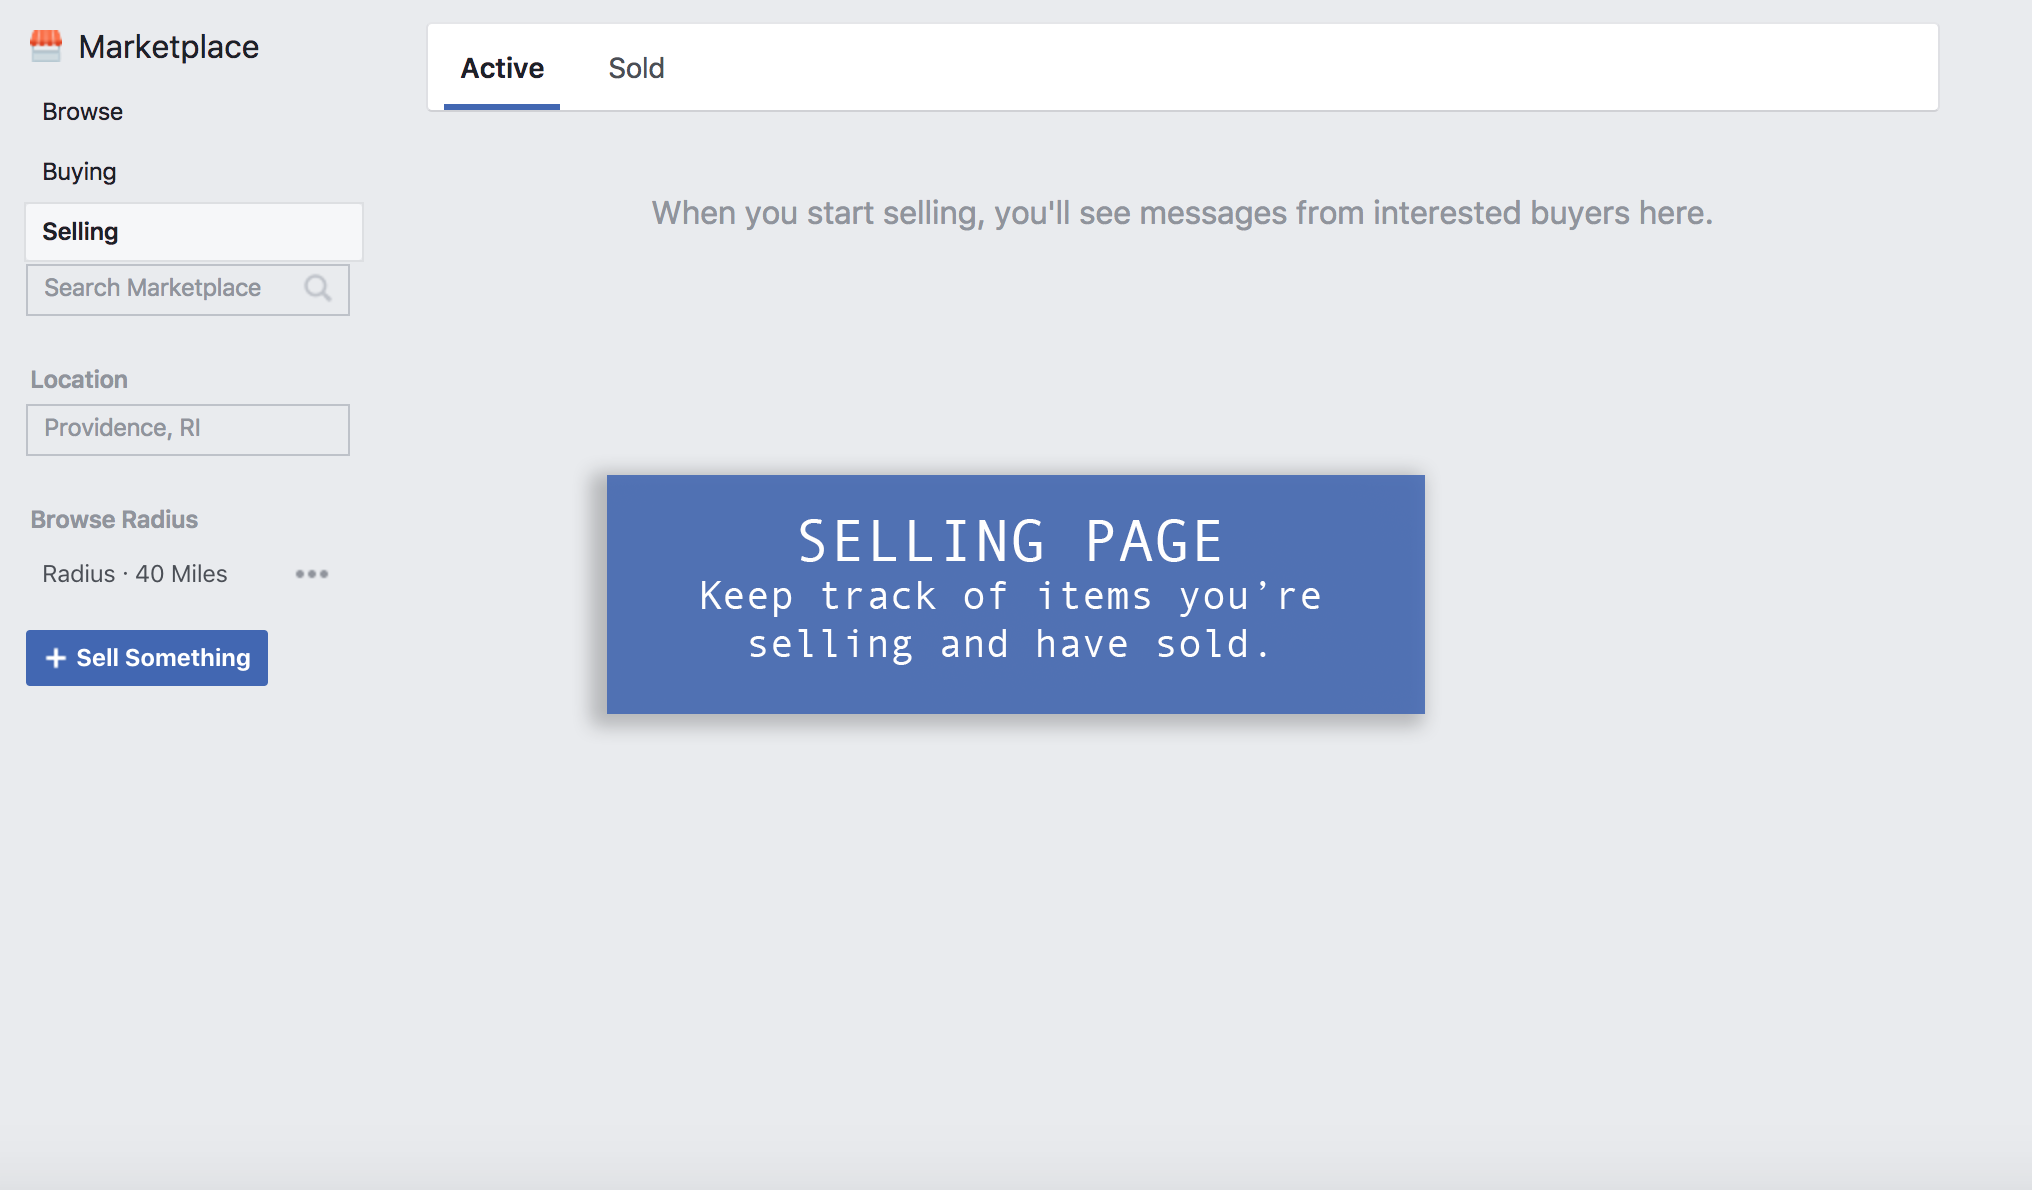 Marketplace
Browse
Buying
Selling
Search Marketplace
Location
Providence, RI
Browse Radius
Radius · 40 Miles
+ Sell Something
Active Sold
When you start selling, you'll see messages from interested buyers here.
SELLING PAGE
Keep track of items you’re
selling and have sold.